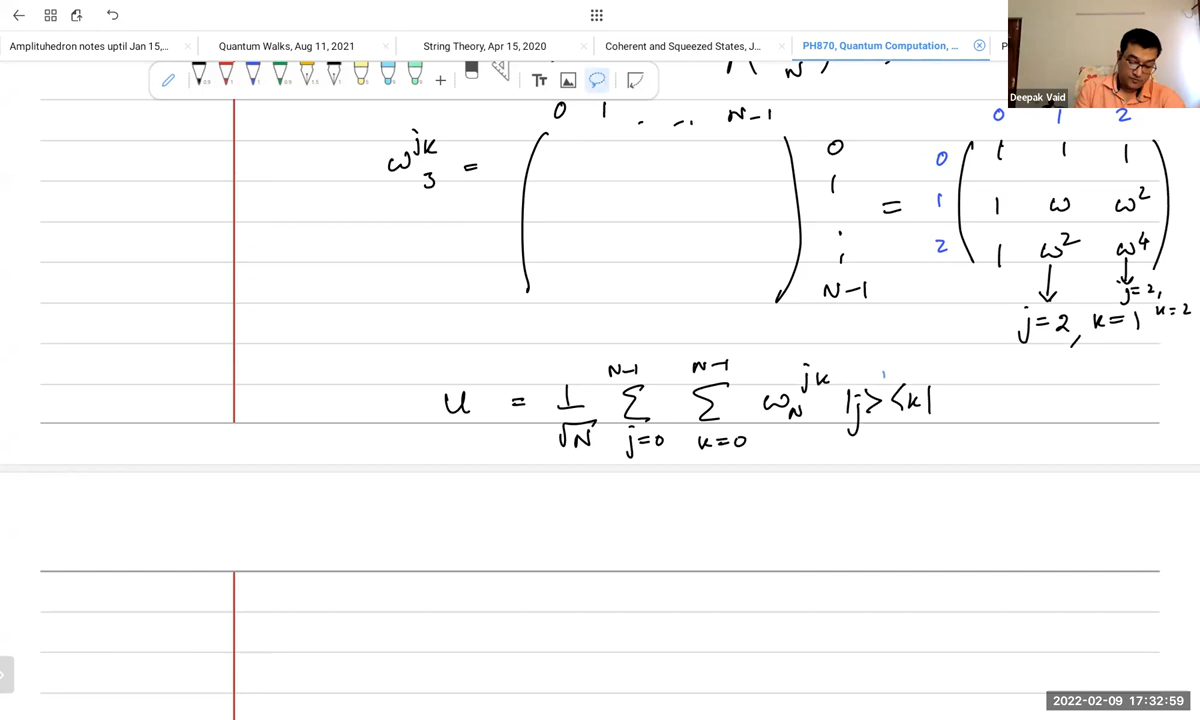 Amplituhedron notes uptil Jan 15,...
Quantum Walks, Aug 11, 2021
String Theory, Apr 15, 2020
Coherent and Squeezed States, J...
PH870, Quantum Computation, ...
P
Tт
Deepak Vaid
N
0 1 . . .. N-1
0 1 2
ω₃^{jk} =
0
1
:
N-1
=
0 1 1 1
1 1 ω ω²
2 1 ω² ω⁴
j=2, k=1
j=2, k=2
U = 1/√N Σ_{j=0}^{N-1} Σ_{k=0}^{N-1} ω_N^{jk} |j> <k|
2022-02-09 17:32:59